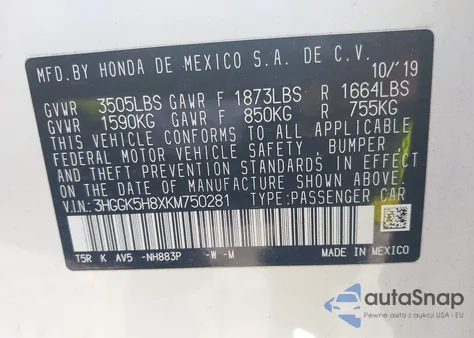 MFD.BY HONDA DE MEXICO S.A. DE C.V.
10/'19
GVWR 3505LBS GAWR F 1873LBS R 1664LBS
GVWR 1590KG GAWR F 850KG R 755KG
THIS VEHICLE CONFORMS TO ALL APPLICABLE
FEDERAL MOTOR VEHICLE SAFETY, BUMPER,
AND THEFT PREVENTION STANDARDS IN EFFECT
ON THE DATE OF MANUFACTURE SHOWN ABOVE.
V.I.N: 3HGGK5H8XKM750281 TYPE:PASSENGER CAR
T5R K AV5 -NH883P -W -M
MADE IN MEXICO
autoSnap
Pewne auta z aukcji USA i EU